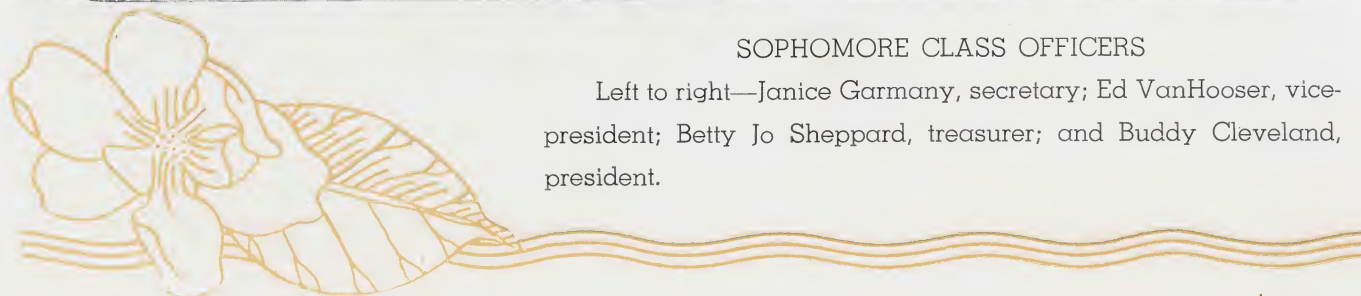 SOPHOMORE CLASS OFFICERS
Left to right—Janice Garmany, secretary; Ed VanHooser, vice-
president; Betty Jo Sheppard, treasurer; and Buddy Cleveland,
president.